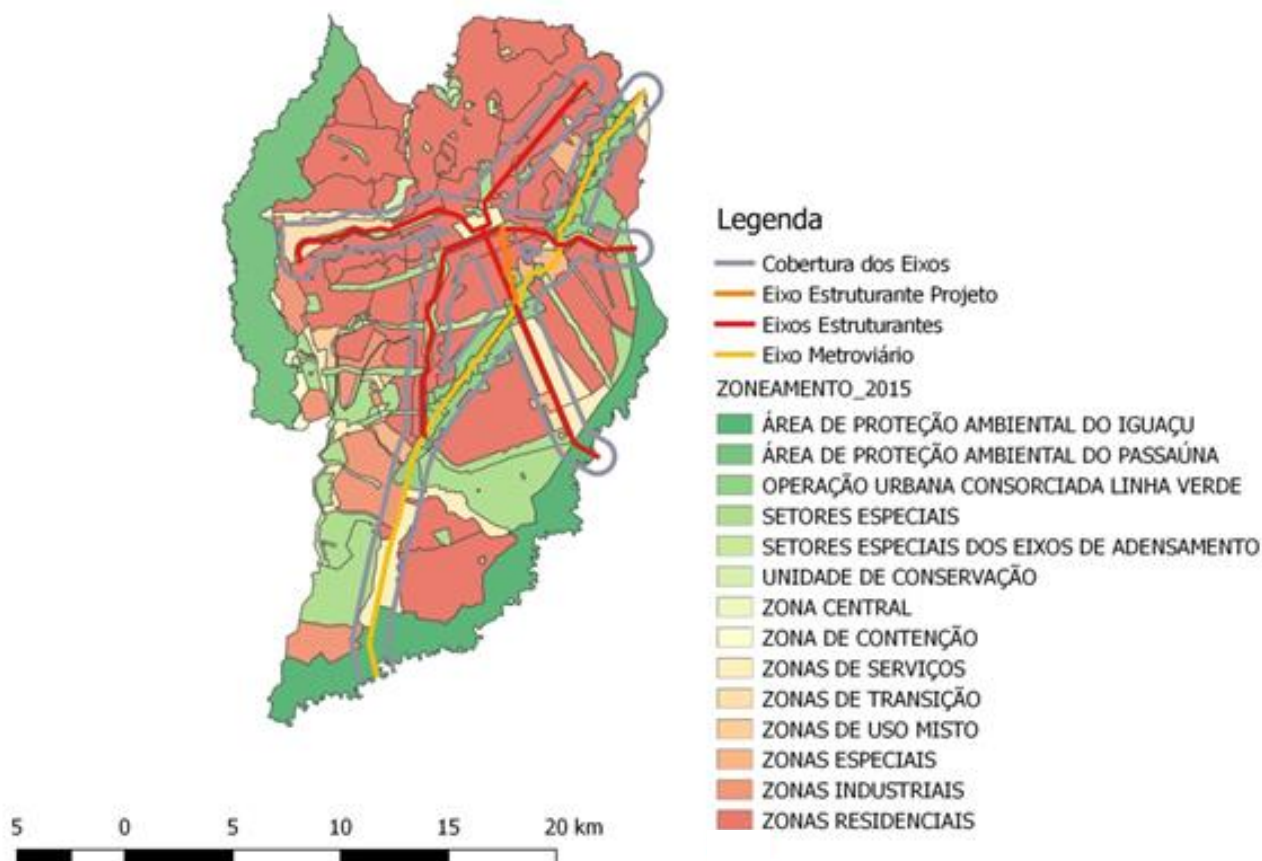 Legenda
Cobertura dos Eixos
Eixo Estruturante Projeto
Eixos Estruturantes
Eixo Metroviário
ZONEAMENTO_2015
ÁREA DE PROTEÇÃO AMBIENTAL DO IGUAÇU
ÁREA DE PROTEÇÃO AMBIENTAL DO PASSAÚNA
OPERAÇÃO URBANA CONSORCIADA LINHA VERDE
SETORES ESPECIAIS
SETORES ESPECIAIS DOS EIXOS DE ADENSAMENTO
UNIDADE DE CONSERVAÇÃO
ZONA CENTRAL
ZONA DE CONTENÇÃO
ZONAS DE SERVIÇOS
ZONAS DE TRANSIÇÃO
ZONAS DE USO MISTO
ZONAS ESPECIAIS
ZONAS INDUSTRIAIS
ZONAS RESIDENCIAIS
5 0 5 10 15 20 km